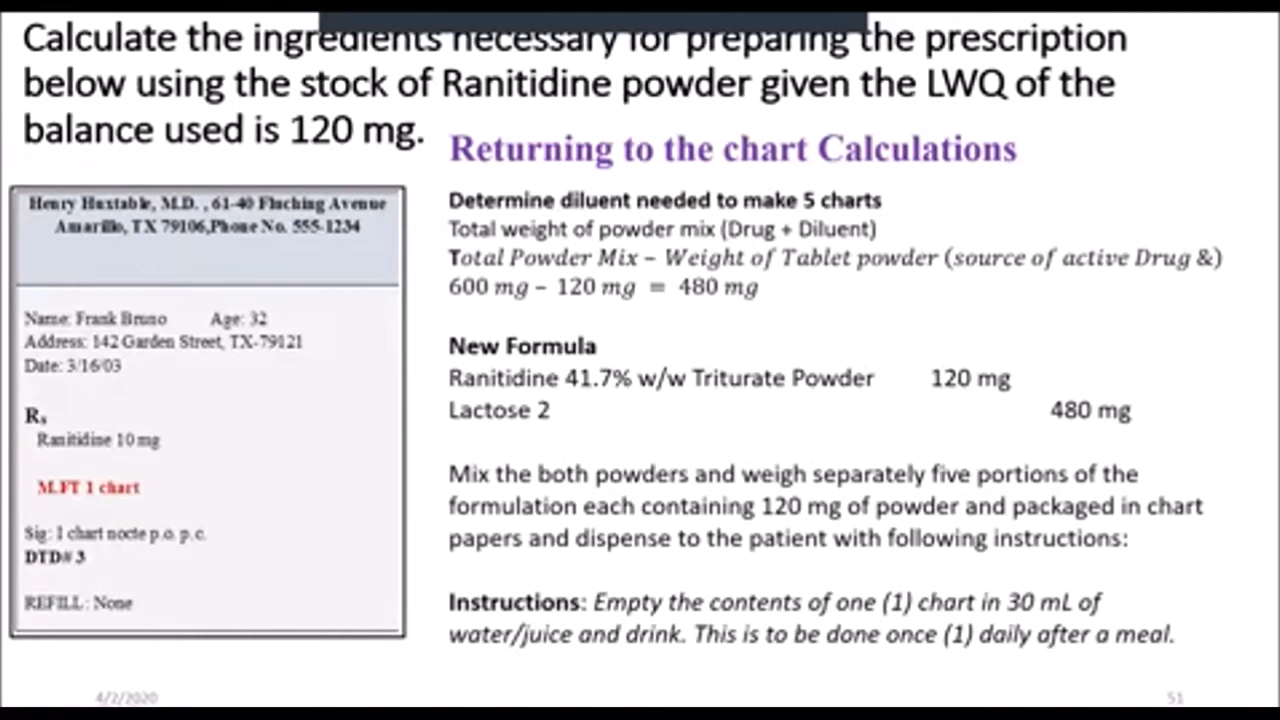 Calculate the ingredients necessary for preparing the prescription
below using the stock of Ranitidine powder given the LWQ of the
balance used is 120 mg.
Returning to the chart Calculations
Henry Huxtable, M.D. , 61-40 Fluching Avenue
Amarillo, TX 79106,Phone No. 555-1234
Name: Frank Bruno Age: 32
Address: 142 Garden Street, TX-79121
Date: 3/16/03
Rx
Ranitidine 10 mg
M.FT 1 chart
Sig: 1 chart nocte p.o. p.c.
DTD# 3
REFILL : None
Determine diluent needed to make 5 charts
Total weight of powder mix (Drug + Diluent)
Total Powder Mix – Weight of Tablet powder (source of active Drug &)
600 mg – 120 mg = 480 mg
New Formula
Ranitidine 41.7% w/w Triturate Powder 120 mg
Lactose 2 480 mg
Mix the both powders and weigh separately five portions of the
formulation each containing 120 mg of powder and packaged in chart
papers and dispense to the patient with following instructions:
Instructions: Empty the contents of one (1) chart in 30 mL of
water/juice and drink. This is to be done once (1) daily after a meal.
4/2/2020
51